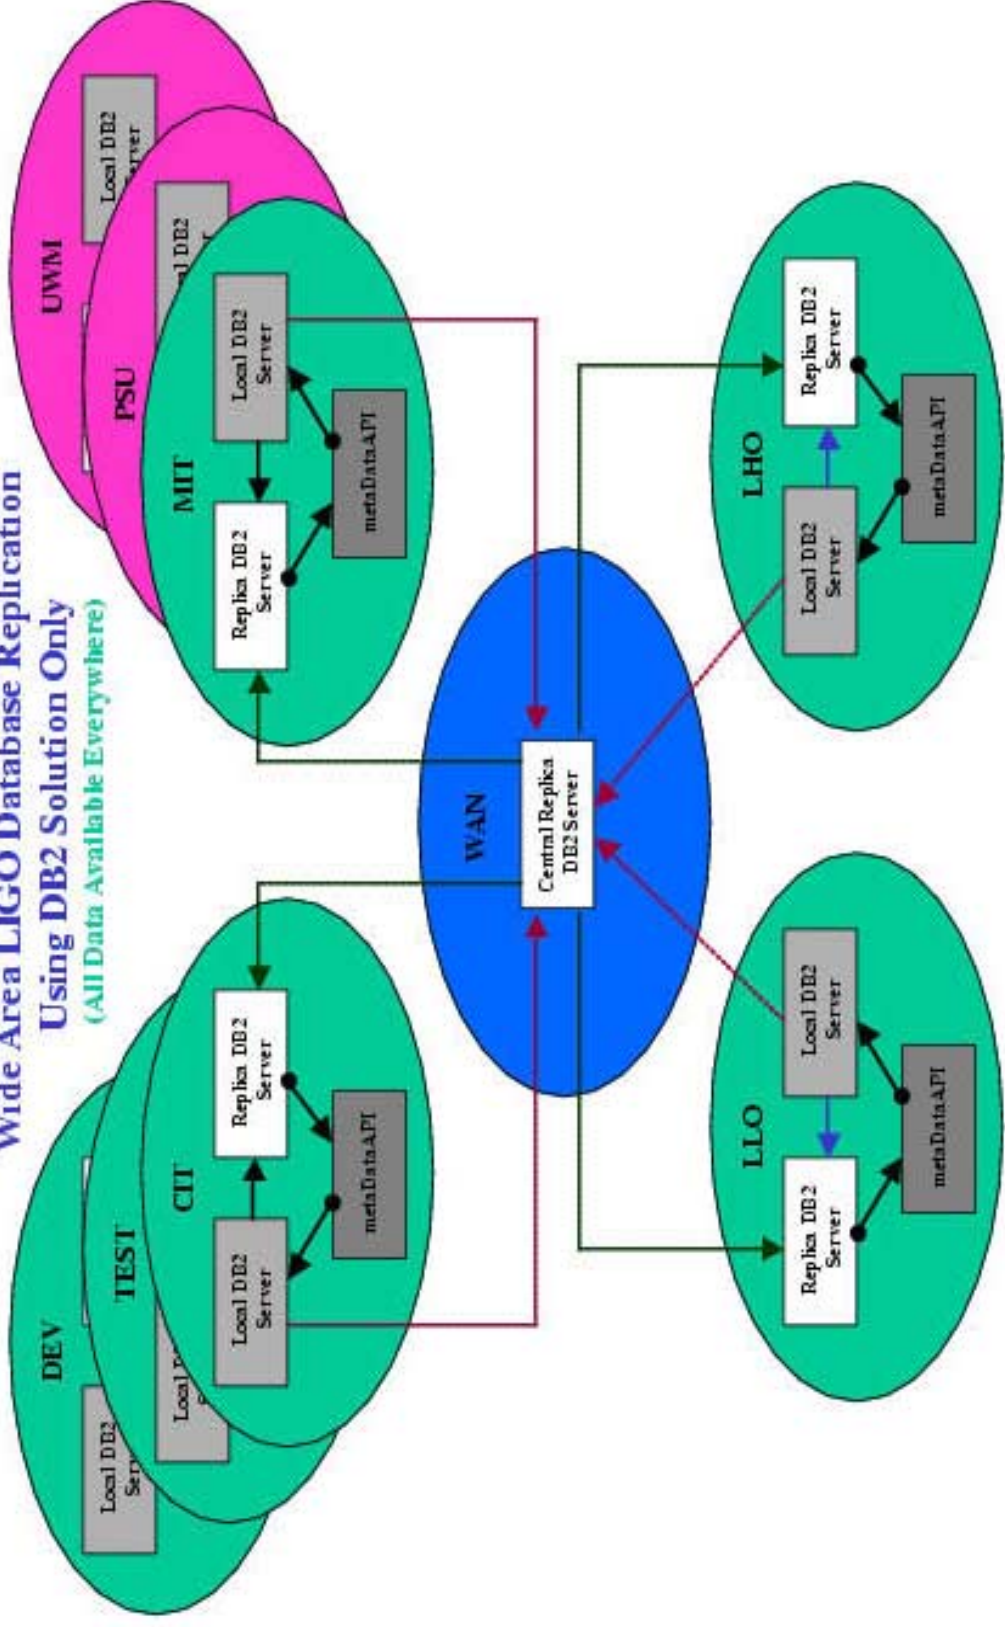 Wide Area LIGO Database Replication
Using DB2 Solution Only
(All Data Available Everywhere)
DEV
Local DB2
TEST
Local
CIT
Local DB2
Server
Replica DB2
Server
metaDataAPI
UWM
Local DB2
PSU
DB2
MIT
Replica DB2
Server
Local DB2
Server
metaDataAPI
WAN
Central Replica
DB2 Server
LLO
Replica DB2
Server
Local DB2
Server
metaDataAPI
LHO
Local DB2
Server
Replica DB2
Server
metaDataAPI